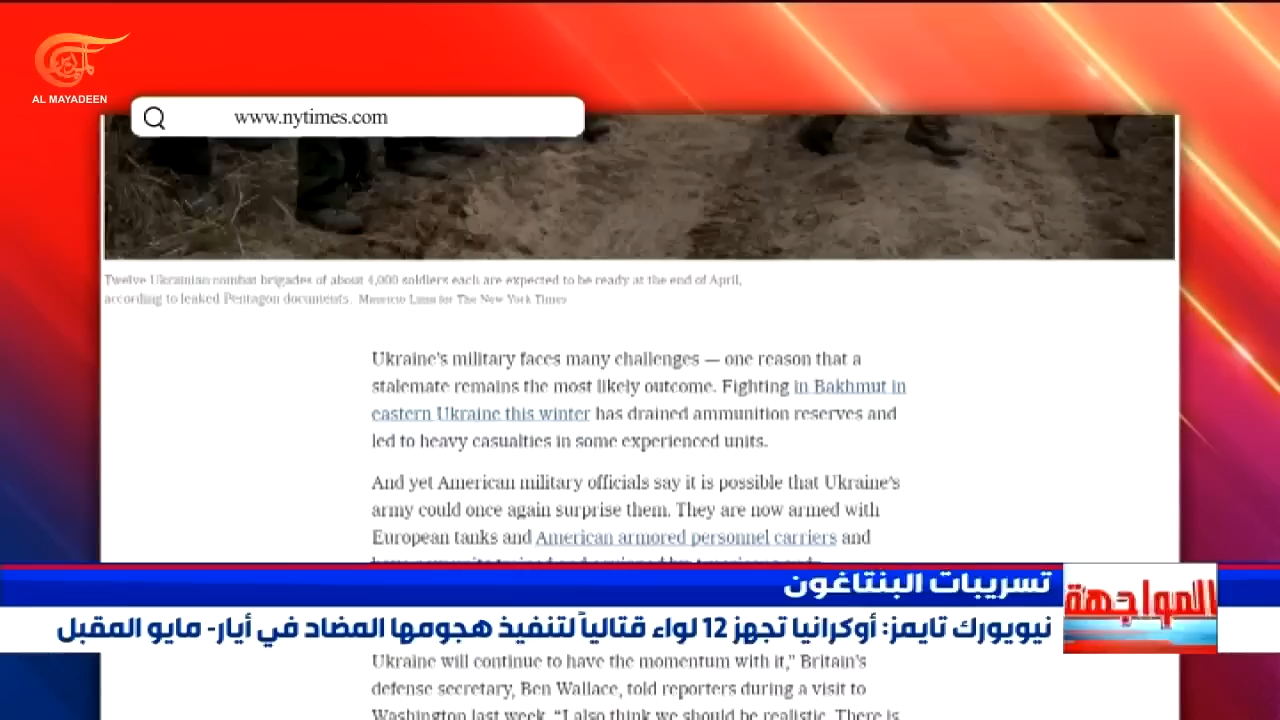 AL MAYADEEN
www.nytimes.com
Twelve Ukrainian combat brigades of about 4,000 soldiers each are expected to be ready at the end of April,
according to leaked Pentagon documents. Mauricio Lima for The New York Times
Ukraine's military faces many challenges — one reason that a
stalemate remains the most likely outcome. Fighting in Bakhmut in
eastern Ukraine this winter has drained ammunition reserves and
led to heavy casualties in some experienced units.
And yet American military officials say it is possible that Ukraine's
army could once again surprise them. They are now armed with
European tanks and American armored personnel carriers and
تسريبات البنتاغون
المواجهة
نيويورك تايمز: أوكرانيا تجهز 12 لواء قتالياً لتنفيذ هجومها المضاد في أيار- مايو المقبل
Ukraine will continue to have the momentum with it,” Britain's
defense secretary, Ben Wallace, told reporters during a visit to
Washington last week. “I also think we should be realistic. There is